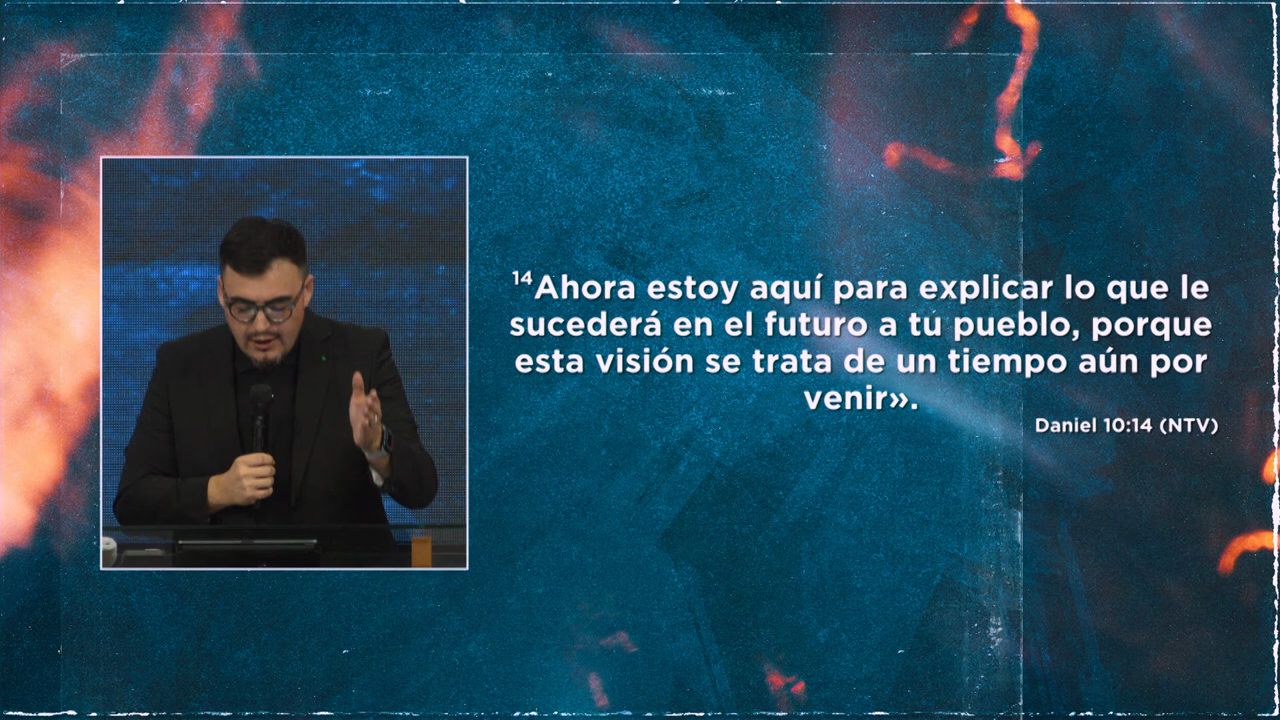 ¹⁴Ahora estoy aquí para explicar lo que le
sucederá en el futuro a tu pueblo, porque
esta visión se trata de un tiempo aún por
venir».
Daniel 10:14 (NTV)